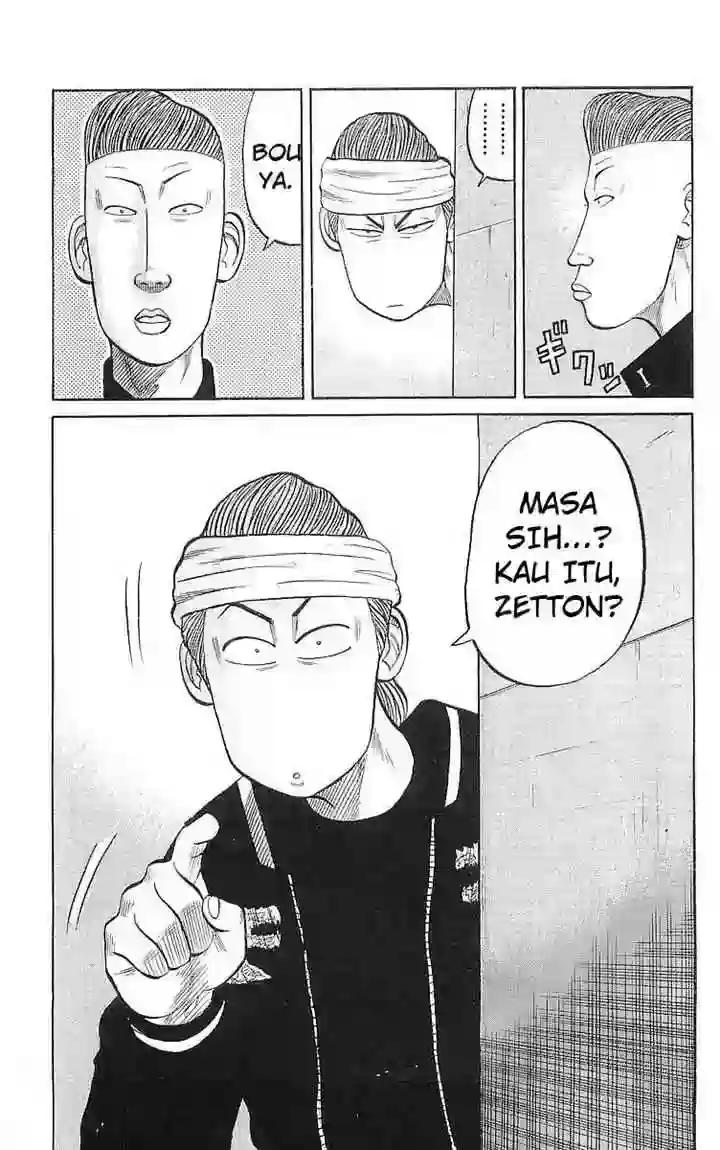 BOU
YA.
..........
ギクッ
I
MASA
SIH...?
KAU ITU,
ZETTON?